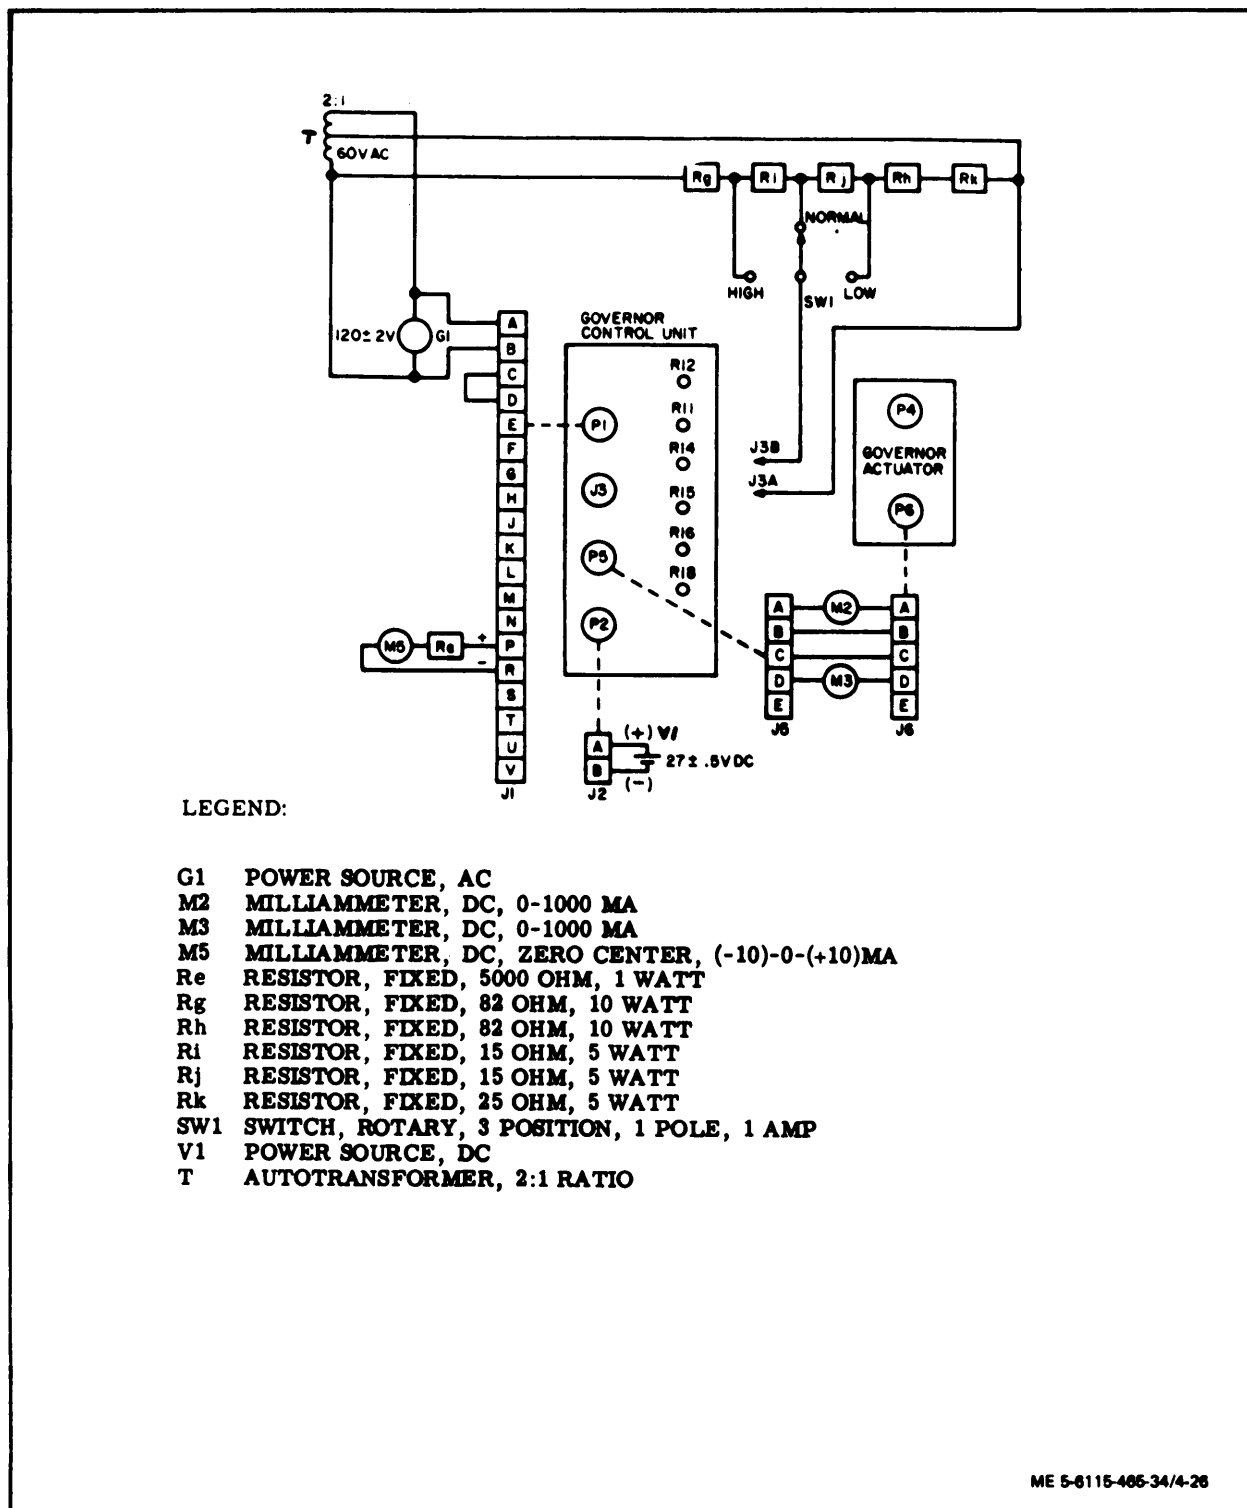 2:1
T
60VAC
Rg
Ri
Rj
Rh
Rk
NORMAL
HIGH
SW1
LOW
120± 2V
G1
A
B
C
D
E
F
G
H
J
K
L
M
N
P
R
S
T
U
V
J1
M5
Re
+
-
GOVERNOR
CONTROL UNIT
P1
J3
P5
P2
R12
R11
R14
R15
R16
R18
J3B
J3A
P4
GOVERNOR
ACTUATOR
P6
A
B
C
D
E
J5
M2
M3
A
B
C
D
E
J6
A
B
J2
(+) V1
27± .5VDC
(-)
LEGEND:
G1 POWER SOURCE, AC
M2 MILLIAMMETER, DC, 0-1000 MA
M3 MILLIAMMETER, DC, 0-1000 MA
M5 MILLIAMMETER, DC, ZERO CENTER, (-10)-0-(+10)MA
Re RESISTOR, FIXED, 5000 OHM, 1 WATT
Rg RESISTOR, FIXED, 82 OHM, 10 WATT
Rh RESISTOR, FIXED, 82 OHM, 10 WATT
Ri RESISTOR, FIXED, 15 OHM, 5 WATT
Rj RESISTOR, FIXED, 15 OHM, 5 WATT
Rk RESISTOR, FIXED, 25 OHM, 5 WATT
SW1 SWITCH, ROTARY, 3 POSITION, 1 POLE, 1 AMP
V1 POWER SOURCE, DC
T AUTOTRANSFORMER, 2:1 RATIO
ME 5-6115-465-34/4-26